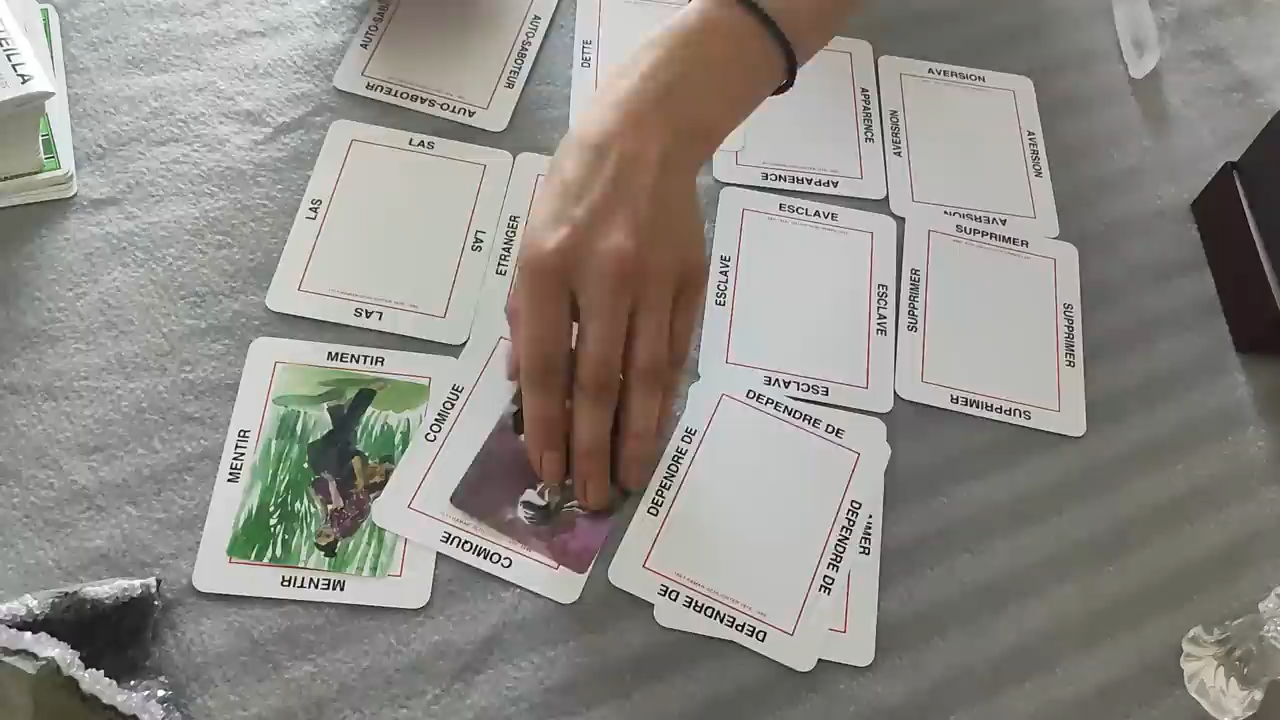 EILLA
AUTO-SABOTEUR
AUTO-SABOTEUR
DETTE
APPARENCE
APPARENCE
AVERSION
AVERSION
AVERSION
AVERSION
LAS
LAS
LAS
LAS
ETRANGER
ESCLAVE
ESCLAVE
ESCLAVE
ESCLAVE
SUPPRIMER
SUPPRIMER
SUPPRIMER
SUPPRIMER
MENTIR
MENTIR
MENTIR
COMIQUE
COMIQUE
DEPENDRE DE
DEPENDRE DE
DEPENDRE DE
DEPENDRE DE